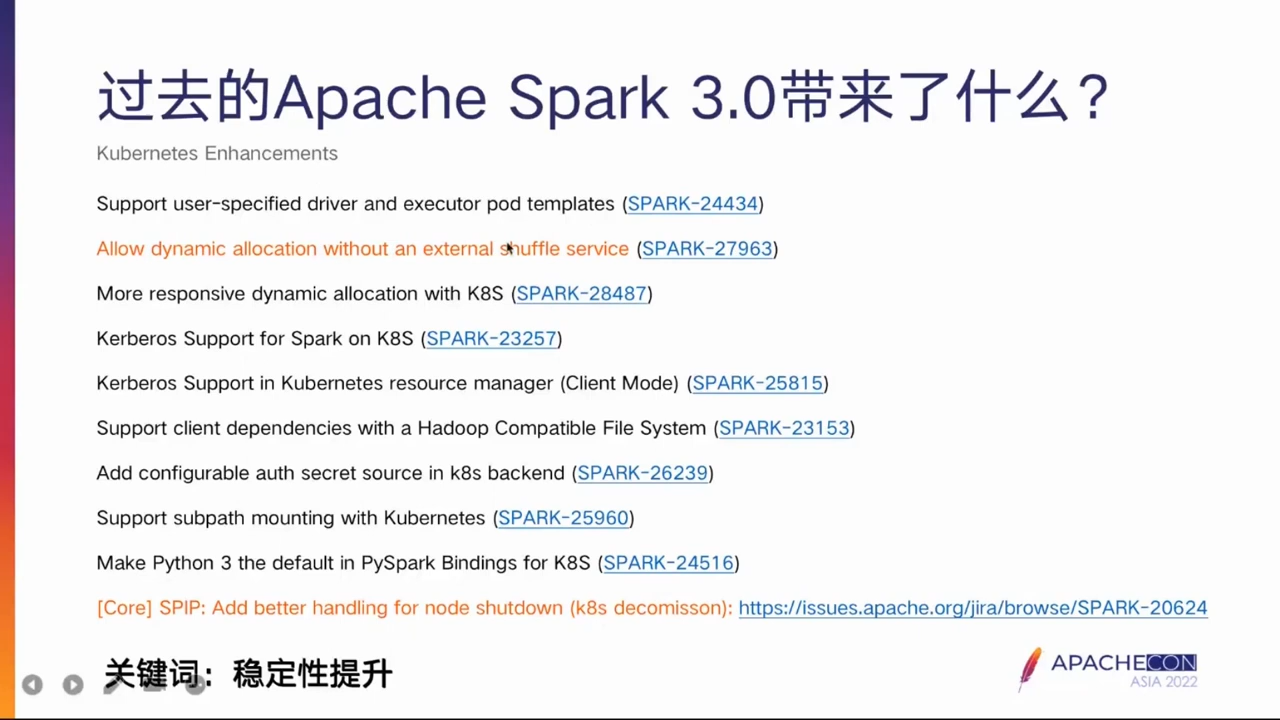 过去的Apache Spark 3.0带来了什么？
Kubernetes Enhancements
Support user-specified driver and executor pod templates (SPARK-24434)
Allow dynamic allocation without an external shuffle service (SPARK-27963)
More responsive dynamic allocation with K8S (SPARK-28487)
Kerberos Support for Spark on K8S (SPARK-23257)
Kerberos Support in Kubernetes resource manager (Client Mode) (SPARK-25815)
Support client dependencies with a Hadoop Compatible File System (SPARK-23153)
Add configurable auth secret source in k8s backend (SPARK-26239)
Support subpath mounting with Kubernetes (SPARK-25960)
Make Python 3 the default in PySpark Bindings for K8S (SPARK-24516)
[Core] SPIP: Add better handling for node shutdown (k8s decomisson): https://issues.apache.org/jira/browse/SPARK-20624
关键词：稳定性提升
APACHECON
ASIA 2022